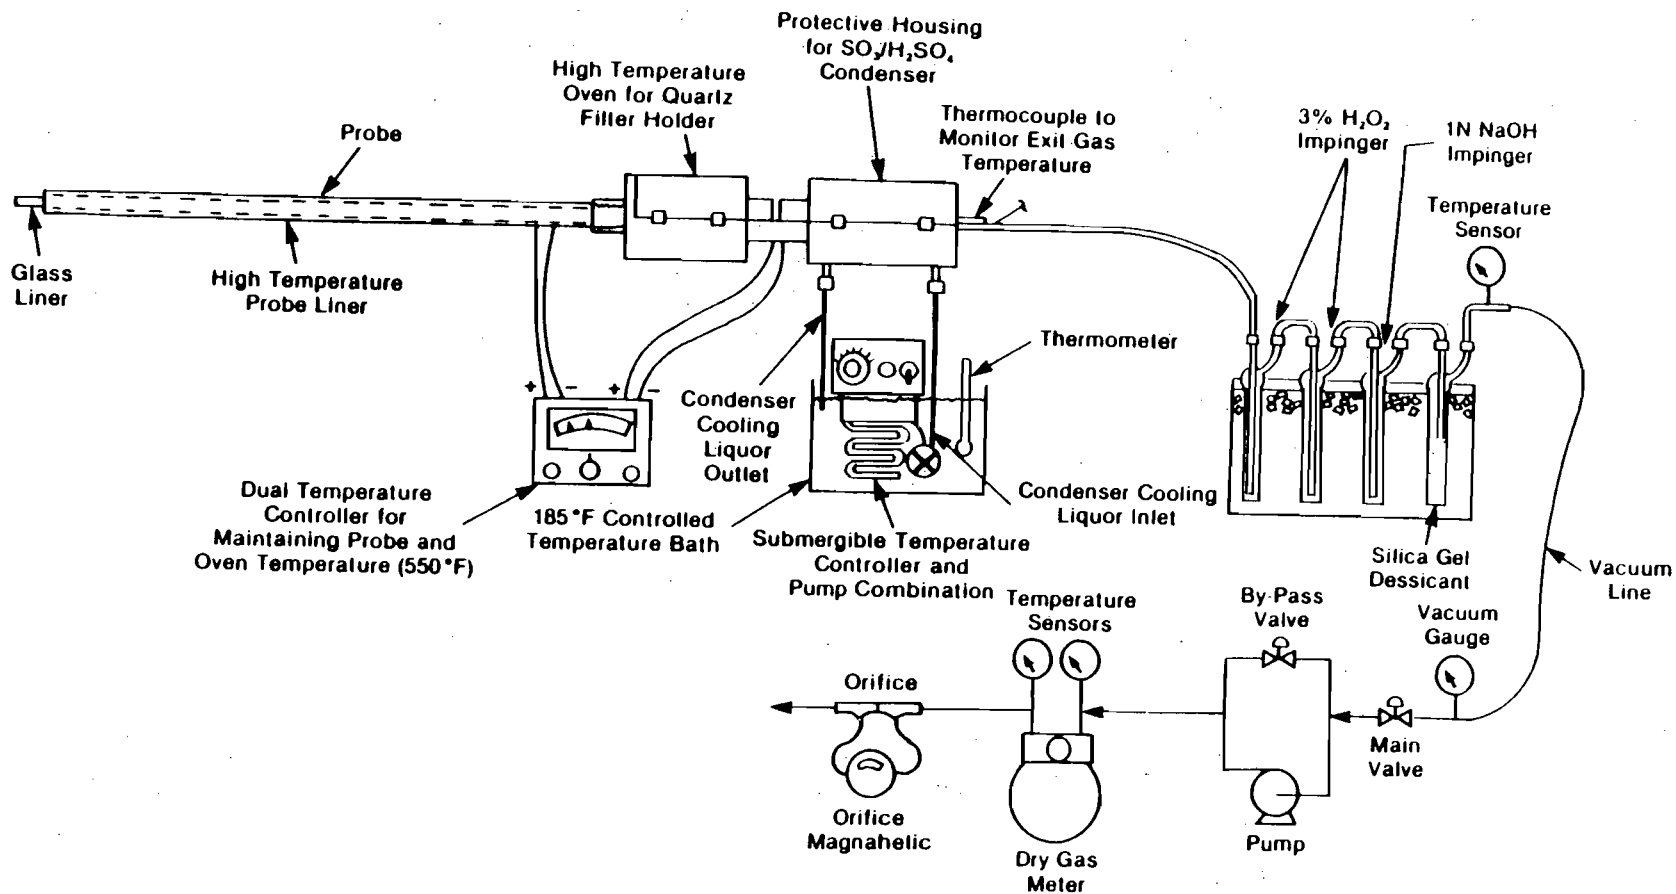 Protective Housing
for SO₃/H₂SO₄
Condenser
High Temperature
Oven for Quartz
Filter Holder
Probe
Thermocouple to
Monitor Exit Gas
Temperature
3% H₂O₂
Impinger
1N NaOH
Impinger
Temperature
Sensor
Glass
Liner
High Temperature
Probe Liner
Thermometer
+ - + -
Condenser
Cooling
Liquor
Outlet
Dual Temperature
Controller for
Maintaining Probe and
Oven Temperature (550°F)
185°F Controlled
Temperature Bath
Submergible Temperature
Controller and
Pump Combination
Condenser Cooling
Liquor Inlet
Silica Gel
Dessicant
Vacuum
Line
Temperature
Sensors
By-Pass
Valve
Vacuum
Gauge
Orifice
Main
Valve
Orifice
Magnahelic
Dry Gas
Meter
Pump